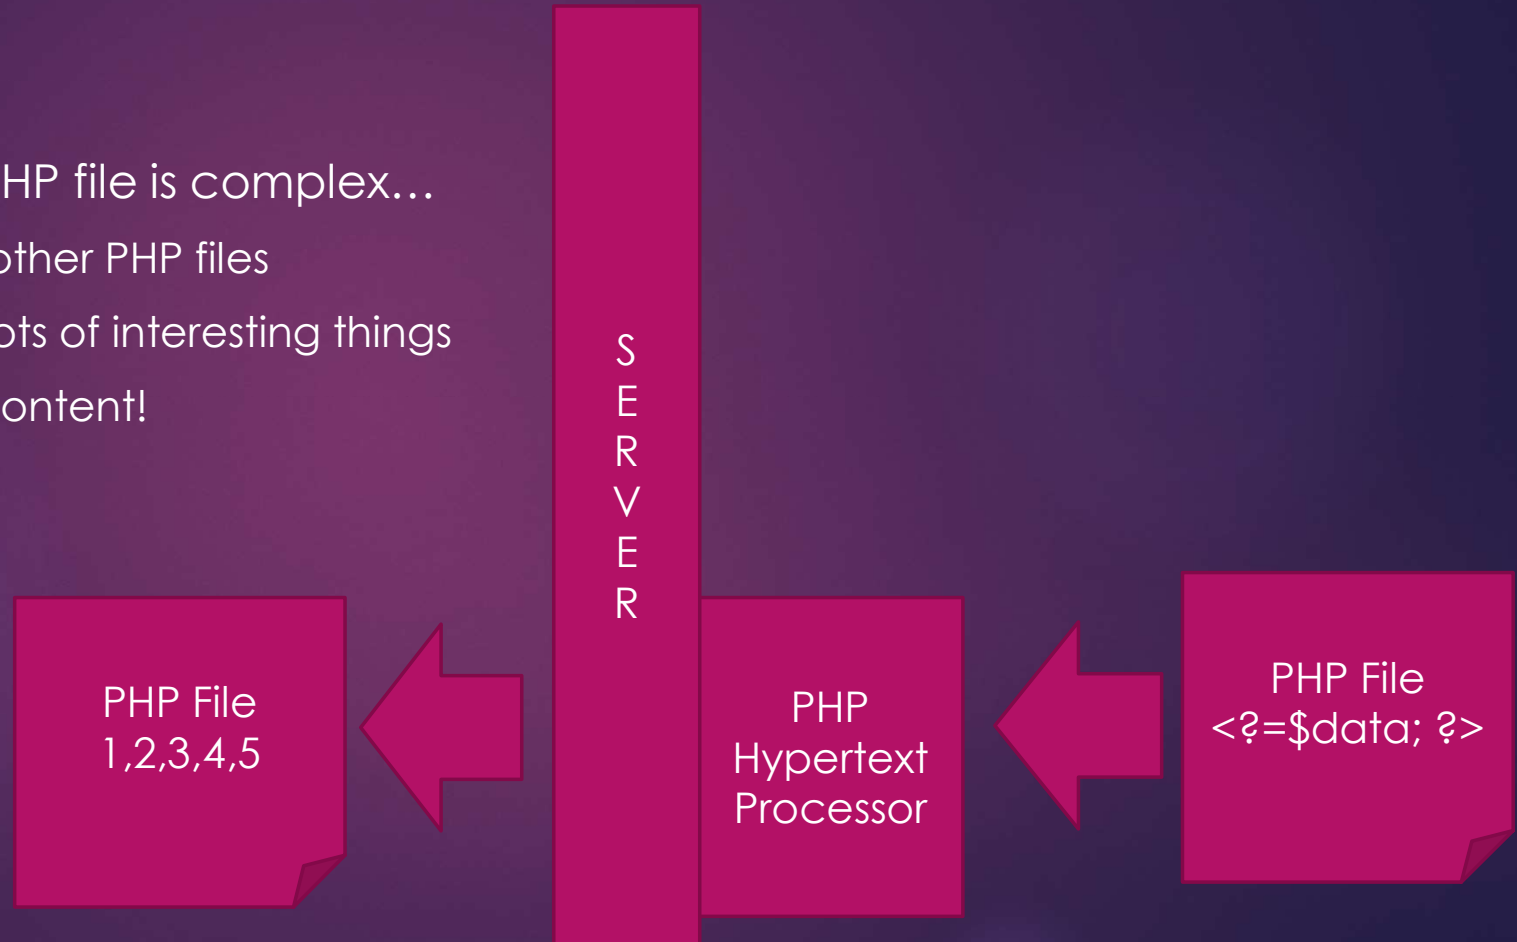 HP file is complex…
other PHP files
ots of interesting things
ontent!
S
E
R
V
E
R
PHP File
1,2,3,4,5
PHP
Hypertext
Processor
PHP File
<?=$data; ?>